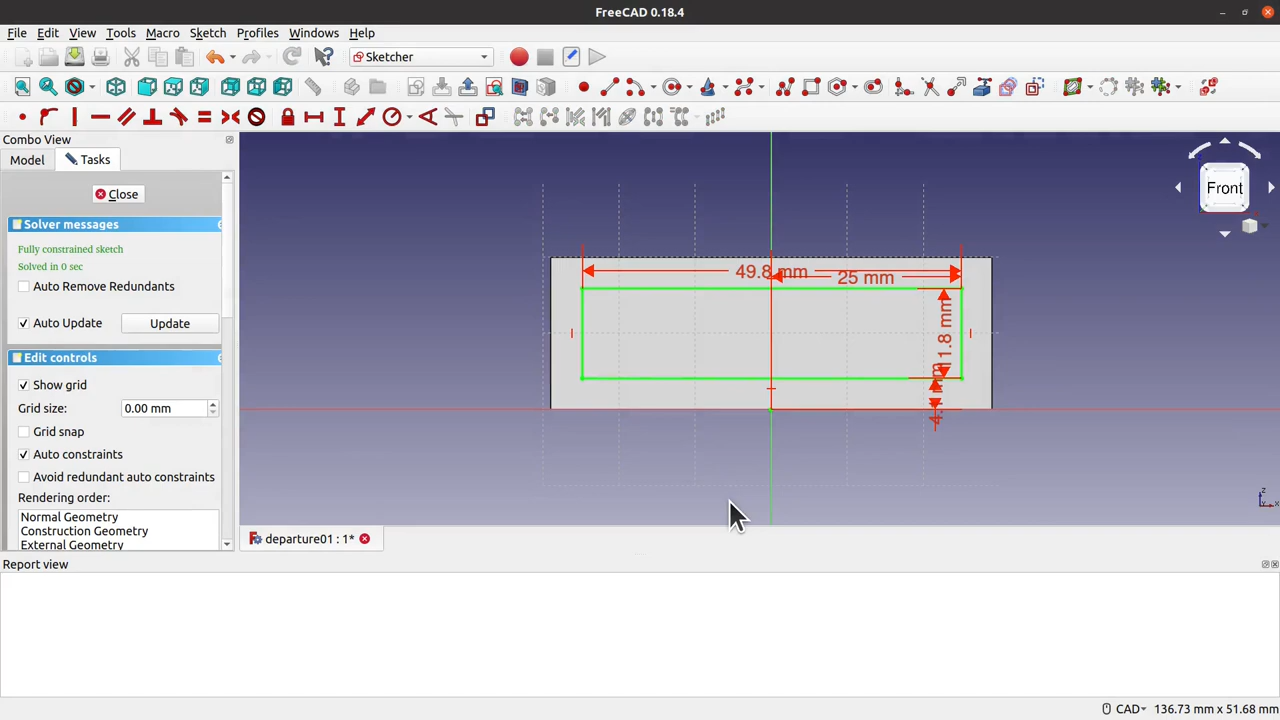 FreeCAD 0.18.4
File Edit View Tools Macro Sketch Profiles Windows Help
Sketcher
Combo View
Model Tasks
Close
Solver messages
Fully constrained sketch
Solved in 0 sec
Auto Remove Redundants
Auto Update Update
Edit controls
Show grid
Grid size: 0.00 mm
Grid snap
Auto constraints
Avoid redundant auto constraints
Rendering order:
Normal Geometry
Construction Geometry
External Geometry
Front
49.8 mm
25 mm
11.8 mm
departure01 : 1*
Report view
CAD 136.73 mm x 51.68 mm